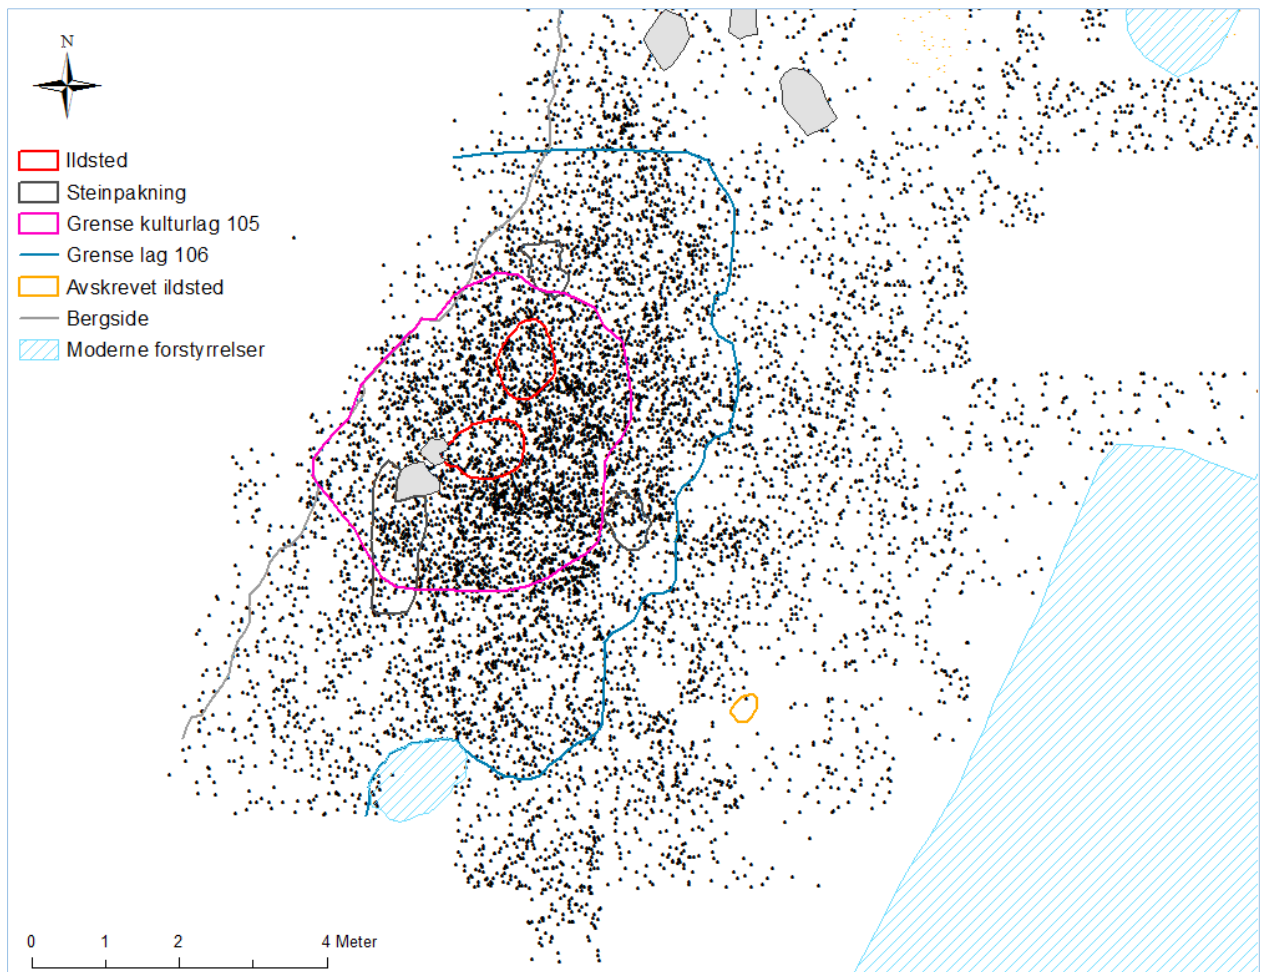 N
Ildsted
Steinpakning
Grense kulturlag 105
Grense lag 106
Avskrevet ildsted
Bergside
Moderne forstyrrelser
0 1 2 4 Meter